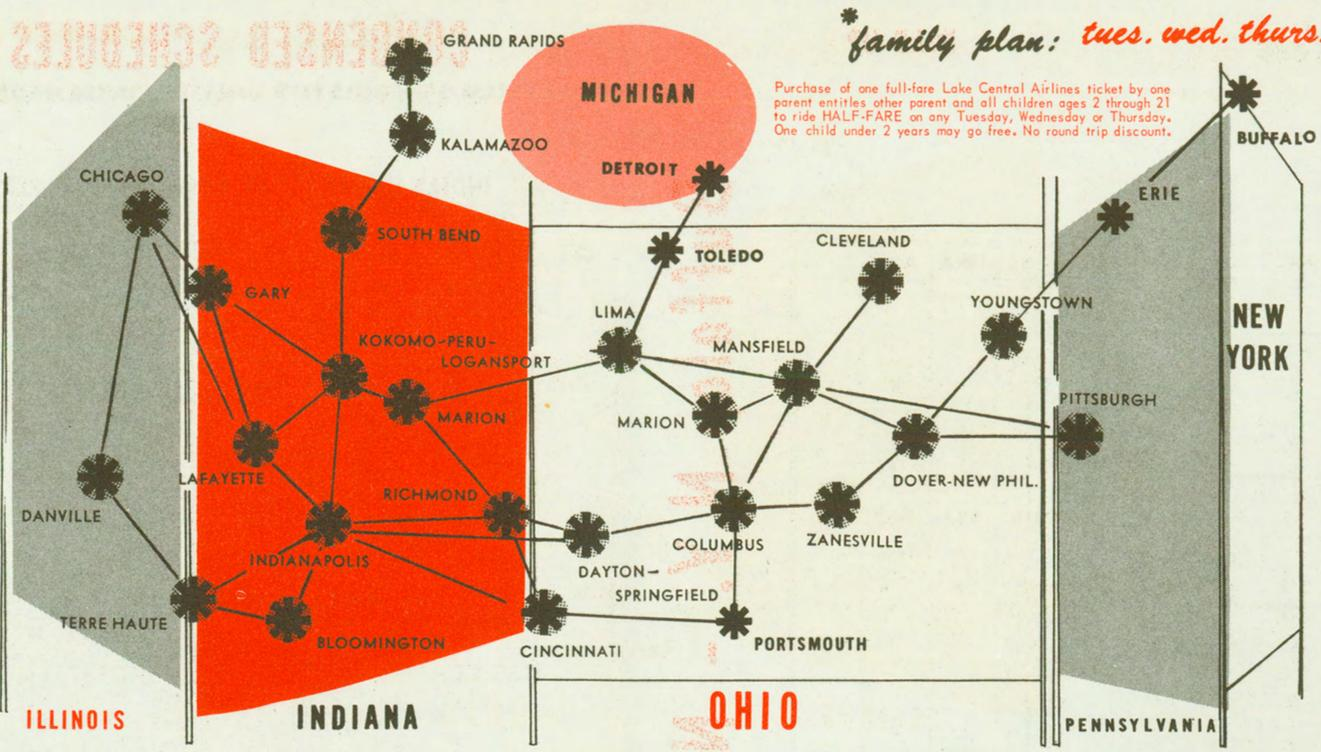 *family plan: tues. wed. thurs.
Purchase of one full-fare Lake Central Airlines ticket by one
parent entitles other parent and all children ages 2 through 21
to ride HALF-FARE on any Tuesday, Wednesday or Thursday.
One child under 2 years may go free. No round trip discount.
CONDENSED SCHEDULES
GRAND RAPIDS
MICHIGAN
KALAMAZOO
BUFFALO
DETROIT
CHICAGO
ERIE
SOUTH BEND
CLEVELAND
TOLEDO
GARY
YOUNGSTOWN
LIMA
NEW
YORK
KOKOMO-PERU-
LOGANSPORT
MANSFIELD
PITTSBURGH
MARION
MARION
LAFAYETTE
DOVER-NEW PHIL.
RICHMOND
DANVILLE
COLUMBUS
ZANESVILLE
INDIANAPOLIS
DAYTON-
SPRINGFIELD
TERRE HAUTE
BLOOMINGTON
CINCINNATI
PORTSMOUTH
ILLINOIS
INDIANA
OHIO
PENNSYLVANIA